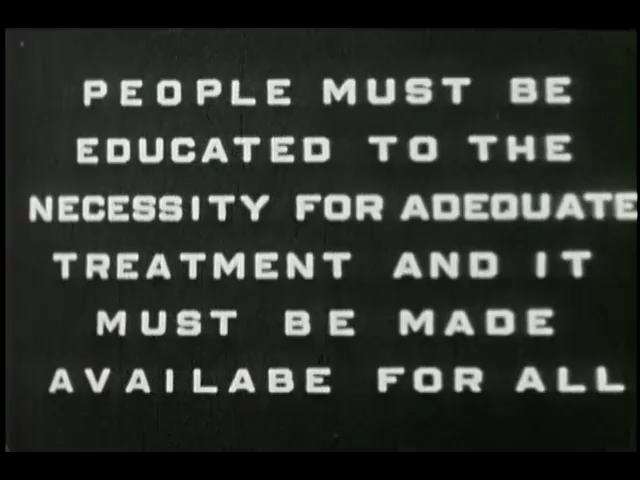 PEOPLE MUST BE
EDUCATED TO THE
NECESSITY FOR ADEQUATE
TREATMENT AND IT
MUST BE MADE
AVAILABE FOR ALL